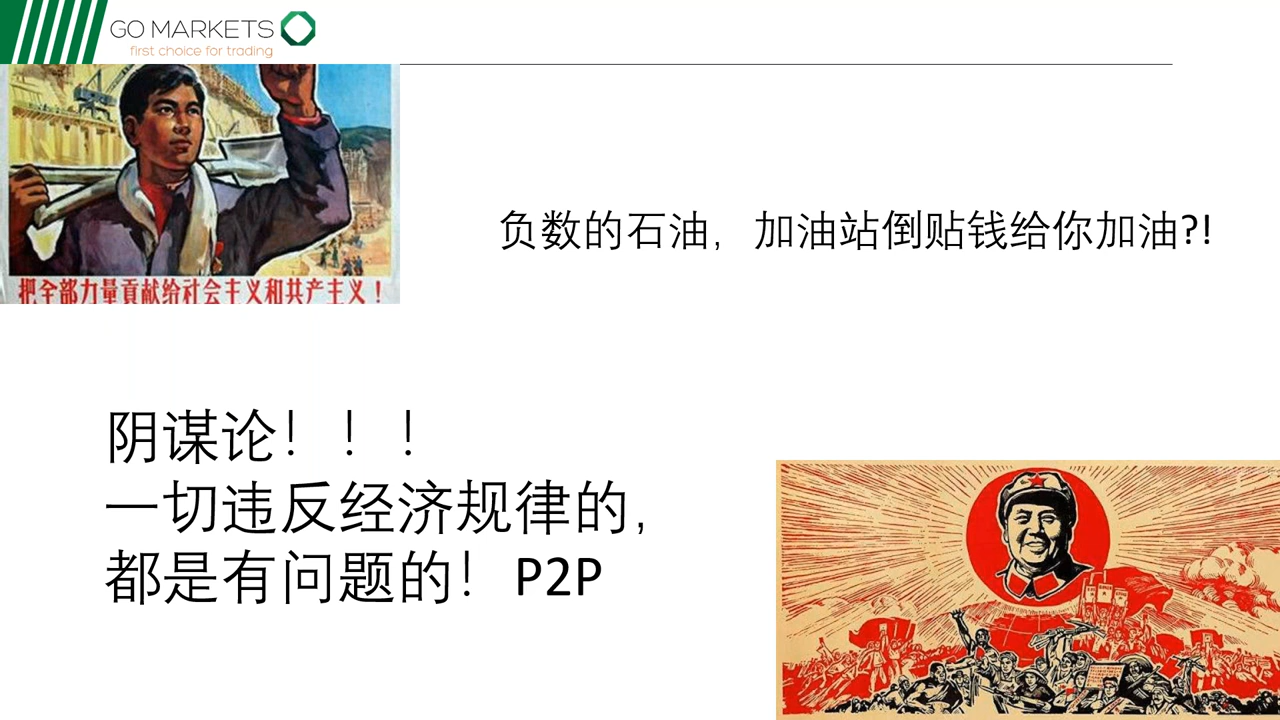 GO MARKETS
first choice for trading
把全部力量貢献给社会主义和共产主义！
负数的石油，加油站倒贴钱给你加油?!
阴谋论！！！
一切违反经济规律的，
都是有问题的！P2P